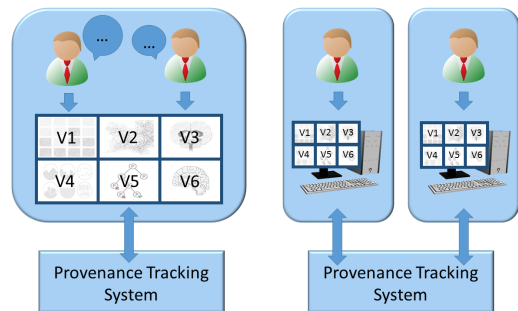 ... ...
V1 V2 V3
V4 V5 V6
Provenance Tracking
System
V1 V2 V3
V4 V5 V6
V1 V2 V3
V4 V5 V6
Provenance Tracking
System